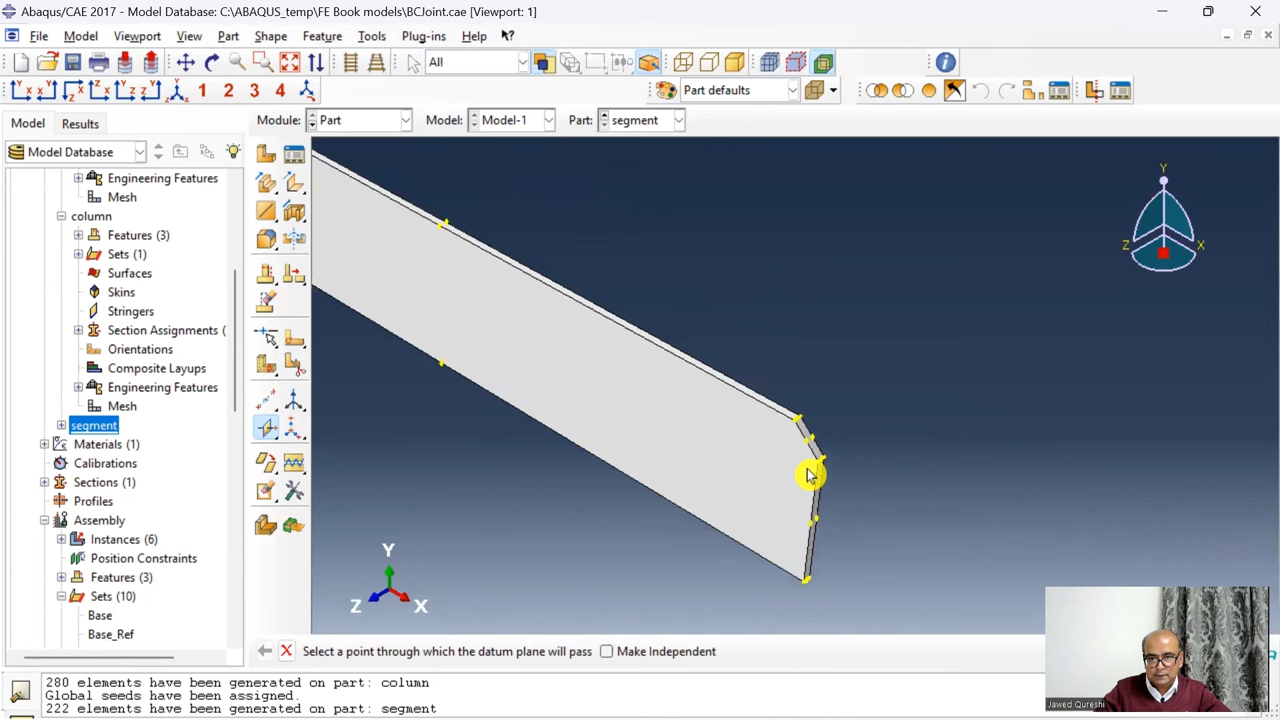 Abaqus/CAE 2017 - Model Database: C:\ABAQUS_temp\FE Book models\BCJoint.cae [Viewport: 1]
File Model Viewport View Part Shape Feature Tools Plug-ins Help
All
1 2 3 4 Part defaults
Model Results Module: Part Model: Model-1 Part: segment
Model Database
Engineering Features
Mesh
column
Features (3)
Sets (1)
Surfaces
Skins
Stringers
Section Assignments (
Orientations
Composite Layups
Engineering Features
Mesh
segment
Materials (1)
Calibrations
Sections (1)
Profiles
Assembly
Instances (6)
Position Constraints
Features (3)
Sets (10)
Base
Base_Ref
Y
Z X
Y
Z X
Select a point through which the datum plane will pass Make Independent
280 elements have been generated on part: column
Global seeds have been assigned.
222 elements have been generated on part: segment
Jawed Qureshi